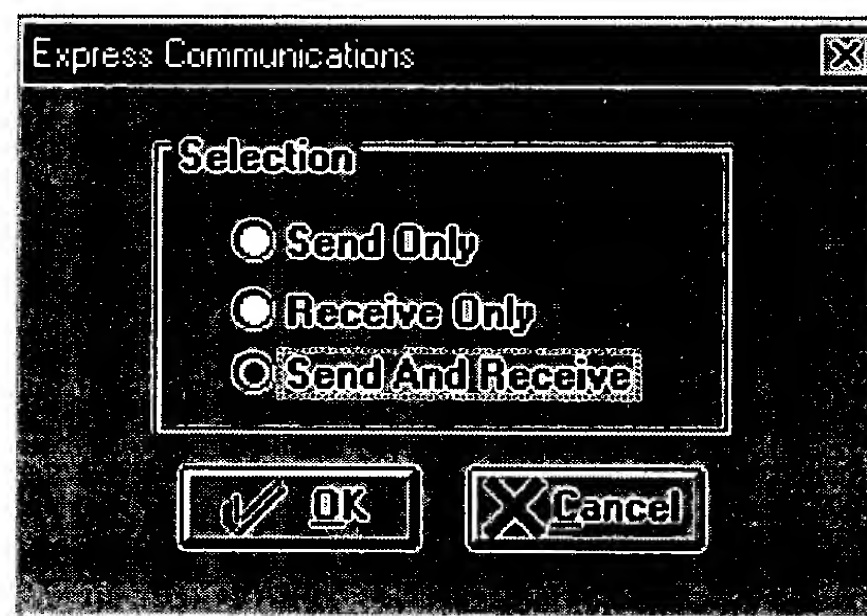 Express Communications
Selection
Send Only
Receive Only
Send And Receive
OK Cancel